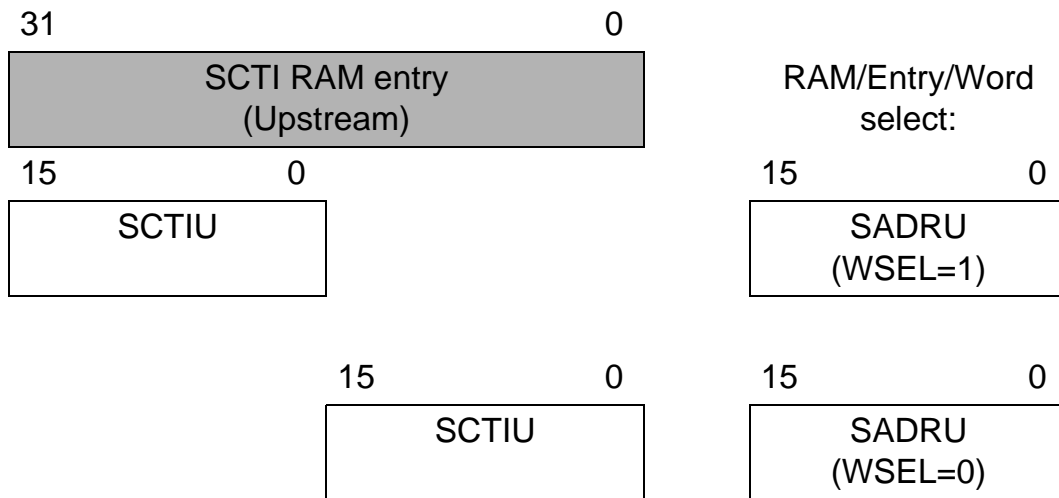 31 0
SCTI RAM entry
(Upstream)
RAM/Entry/Word
select:
15 0 15 0
SCTIU SADRU
(WSEL=1)
15 0 15 0
SCTIU SADRU
(WSEL=0)